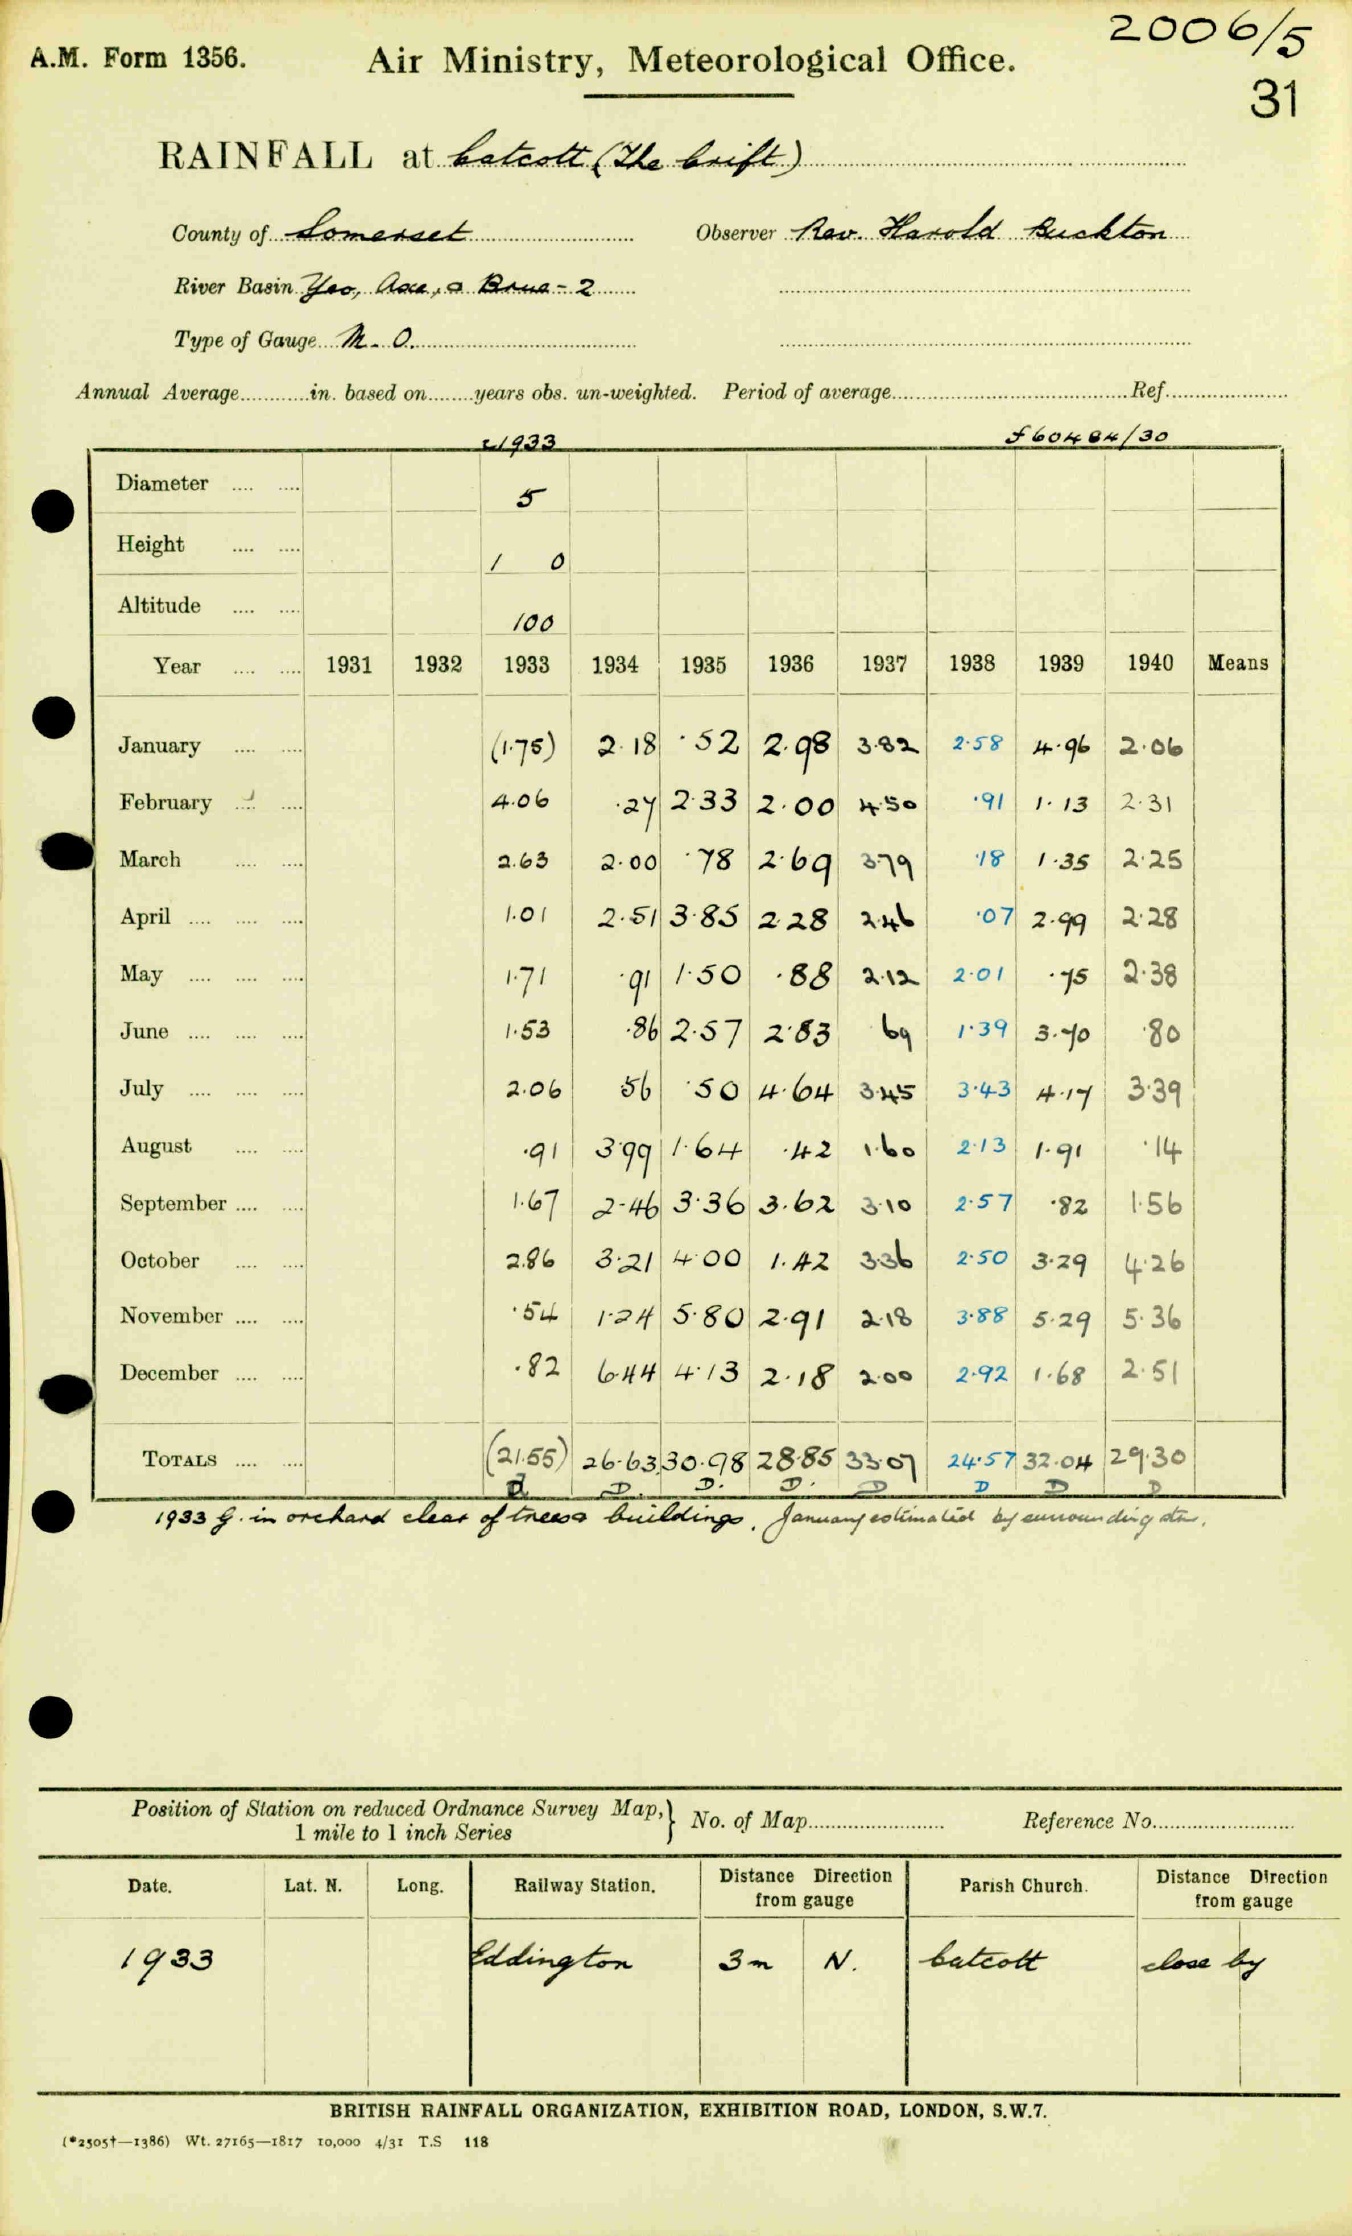 2006/5
A.M. Form 1356. Air Ministry, Meteorological Office.
31
RAINFALL at Catcott (The Crift)
County of Somerset Observer Rev. Harold Buckton
River Basin Yeo, Axe, & Brue - 2
Type of Gauge M. O.
Annual Average in. based on years obs. un-weighted. Period of average Ref.
1933 f 60484/30
Diameter 5
Height 1 0
Altitude 100
Year 1931 1932 1933 1934 1935 1936 1937 1938 1939 1940 Means
January (1.75) 2.18 .52 2.98 3.82 2.58 4.96 2.06
February 4.06 .27 2.33 2.00 4.50 .91 1.13 2.31
March 2.63 2.00 .78 2.69 3.79 .18 1.35 2.25
April 1.01 2.51 3.85 2.28 2.46 .07 2.99 2.28
May 1.71 .91 1.50 .88 2.12 2.01 .75 2.38
June 1.53 .86 2.57 2.83 69 1.39 3.70 .80
July 2.06 56 .50 4.64 3.45 3.43 4.17 3.39
August .91 3.99 1.64 .42 1.60 2.13 1.91 .14
September 1.67 2.46 3.36 3.62 3.10 2.57 .82 1.56
October 2.86 3.21 4.00 1.42 3.36 2.50 3.29 4.26
November .54 1.24 5.80 2.91 2.18 3.88 5.29 5.36
December .82 6.44 4.13 2.18 2.00 2.92 1.68 2.51
TOTALS (21.55) 26.63 30.98 28.85 33.07 24.57 32.04 29.30
D D. D. D. D D D D
1933 G. in orchard clear of trees & buildings. January estimated by surrounding stns.
Position of Station on reduced Ordnance Survey Map, 1 mile to 1 inch Series } No. of Map Reference No.
Date. Lat. N. Long. Railway Station. Distance Direction from gauge Parish Church. Distance Direction from gauge
1933 Eddington 3m N. Catcott close by
BRITISH RAINFALL ORGANIZATION, EXHIBITION ROAD, LONDON, S.W.7.
(*2505†—1386) Wt. 27165—1817 10,000 4/31 T.S 118